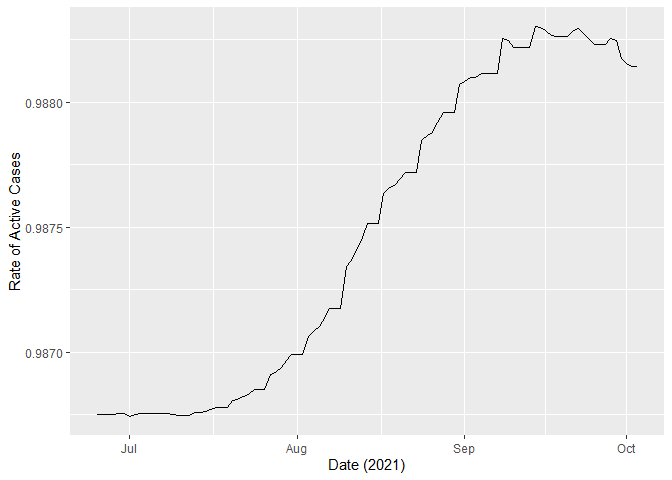 0.9880
0.9875
0.9870
Rate of Active Cases
Jul
Aug
Sep
Oct
Date (2021)